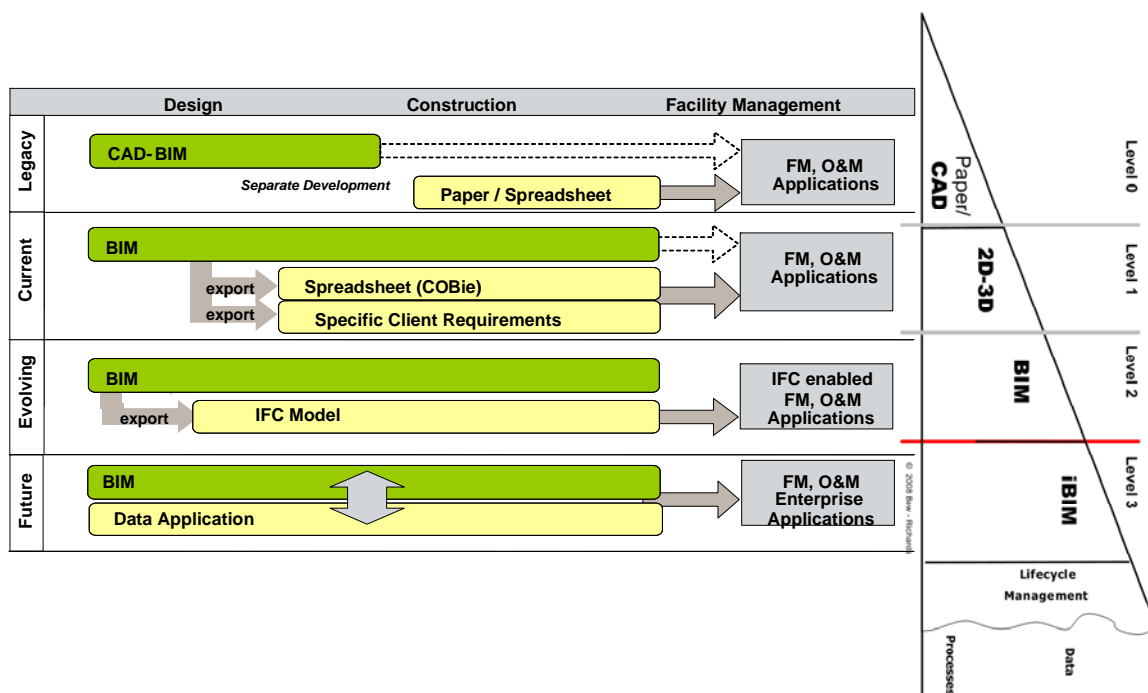 Design Construction Facility Management
Legacy
CAD-BIM
Separate Development
Paper / Spreadsheet
FM, O&M
Applications
Current
BIM
export
Spreadsheet (COBie)
export
Specific Client Requirements
FM, O&M
Applications
Evolving
BIM
export
IFC Model
IFC enabled
FM, O&M
Applications
Future
BIM
Data Application
FM, O&M
Enterprise
Applications
© 2008 Bew - Richards
Paper/
CAD
Level 0
2D-3D
Level 1
BIM
Level 2
iBIM
Level 3
Lifecycle
Management
Processes
Data